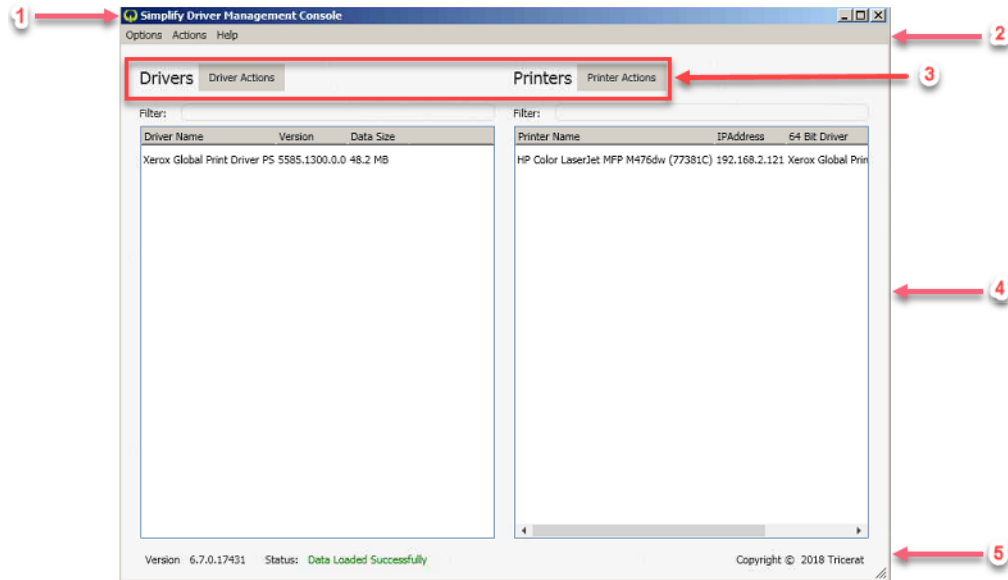 1
Simplify Driver Management Console
Options Actions Help
2
Drivers Driver Actions
Printers Printer Actions
3
Filter:
Filter:
Driver Name Version Data Size
Xerox Global Print Driver PS 5585.1300.0.0 48.2 MB
Printer Name IPAddress 64 Bit Driver
HP Color LaserJet MFP M476dw (77381C) 192.168.2.121 Xerox Global Prin
4
Version 6.7.0.17431 Status: Data Loaded Successfully
Copyright © 2018 Tricerat
5